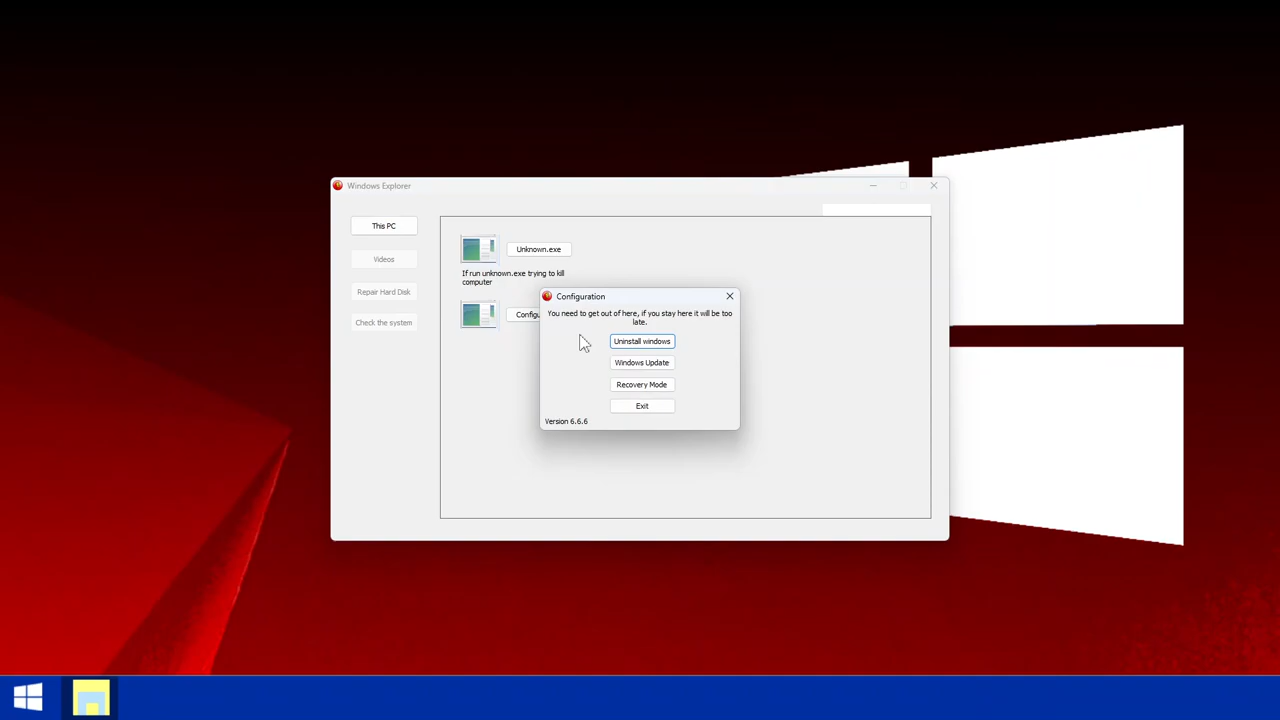 Windows Explorer
This PC
Videos
Repair Hard Disk
Check the system
Unknown.exe
If run unknown.exe trying to kill
computer
Configu
Configuration
You need to get out of here, if you stay here it will be too
late.
Uninstall windows
Windows Update
Recovery Mode
Exit
Version 6.6.6